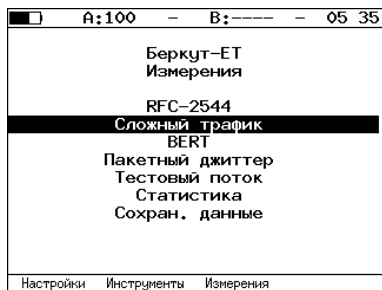 A:100 – B:---- – 05 35
Беркут-ЕТ
Измерения
RFC-2544
Сложный трафик
BERT
Пакетный джиттер
Тестовый поток
Статистика
Сохран. данные
Настройки Инструменты Измерения